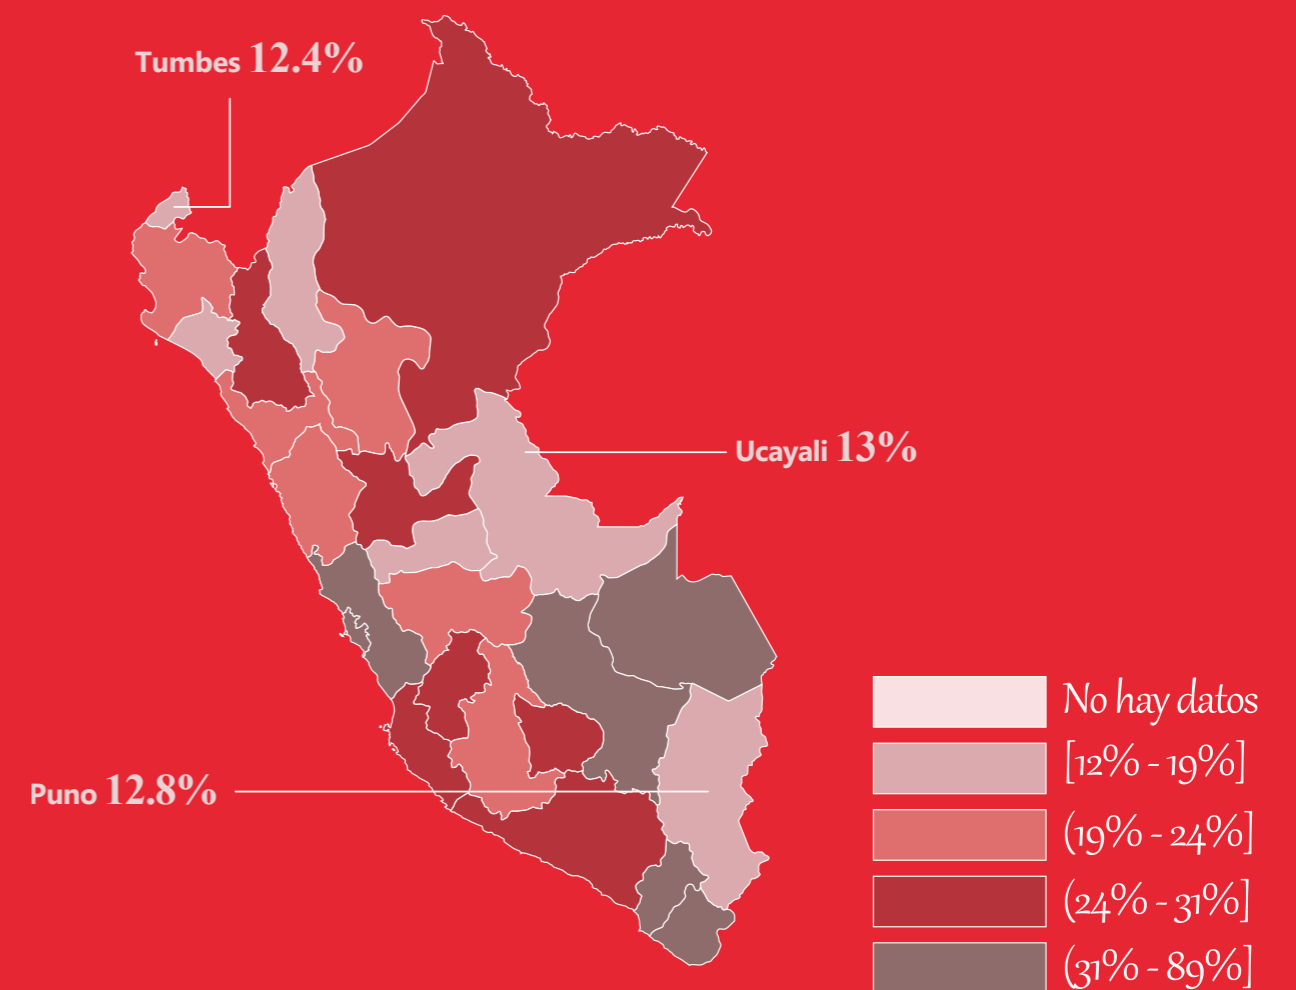 Tumbes 12.4%
Ucayali 13%
Puno 12.8%
No hay datos
[12% - 19%]
(19% - 24%]
(24% - 31%]
(31% - 89%]